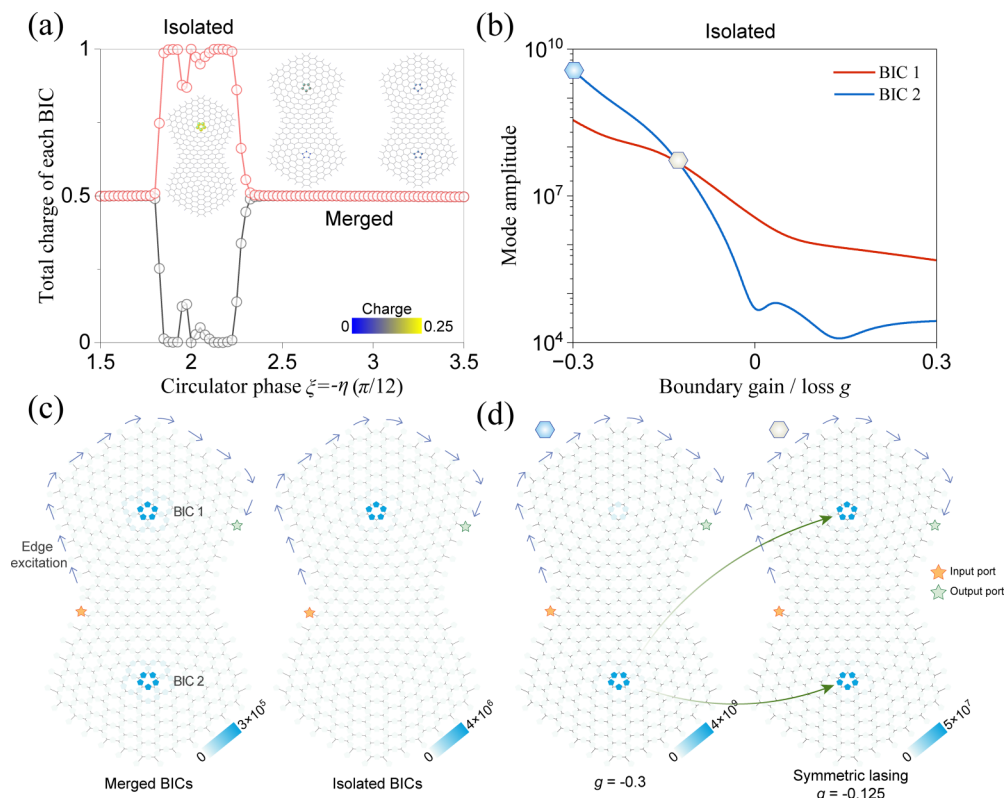 (a)
Isolated
1
0.5
0
Total charge of each BIC
Merged
Charge
0
0.25
1.5
2
2.5
3
3.5
Circulator phase ξ=-η (π/12)
(b)
Isolated
10^10
10^7
10^4
Mode amplitude
BIC 1
BIC 2
−0.3
0
0.3
Boundary gain / loss g
(c)
BIC 1
Edge
excitation
BIC 2
0
3×10^5
Merged BICs
0
4×10^6
Isolated BICs
(d)
Input port
Output port
0
4×10^9
g = -0.3
0
5×10^7
Symmetric lasing
g = -0.125